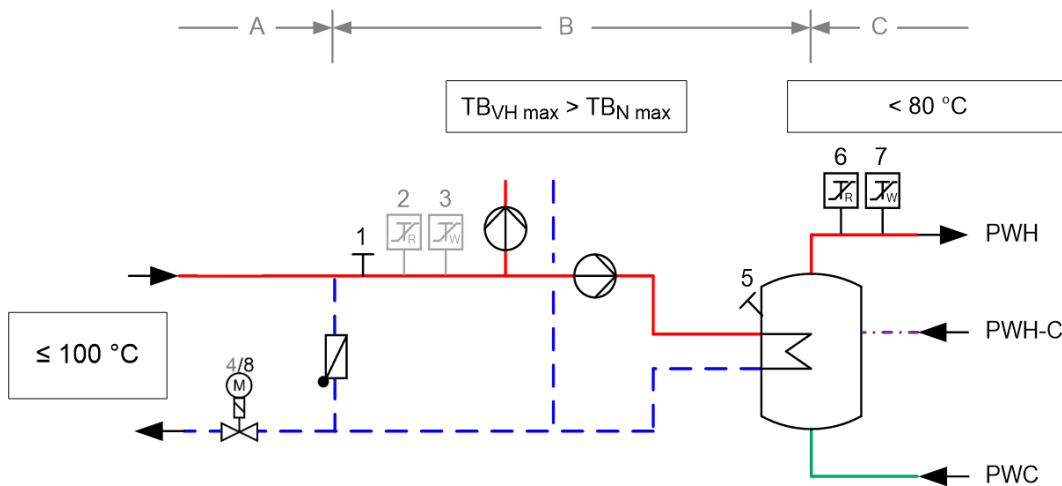 A
B
C
TBVH max > TBN max
< 80 °C
6
7
2
3
R
W
R
W
1
PWH
5
≤ 100 °C
PWH-C
4/8
M
PWC